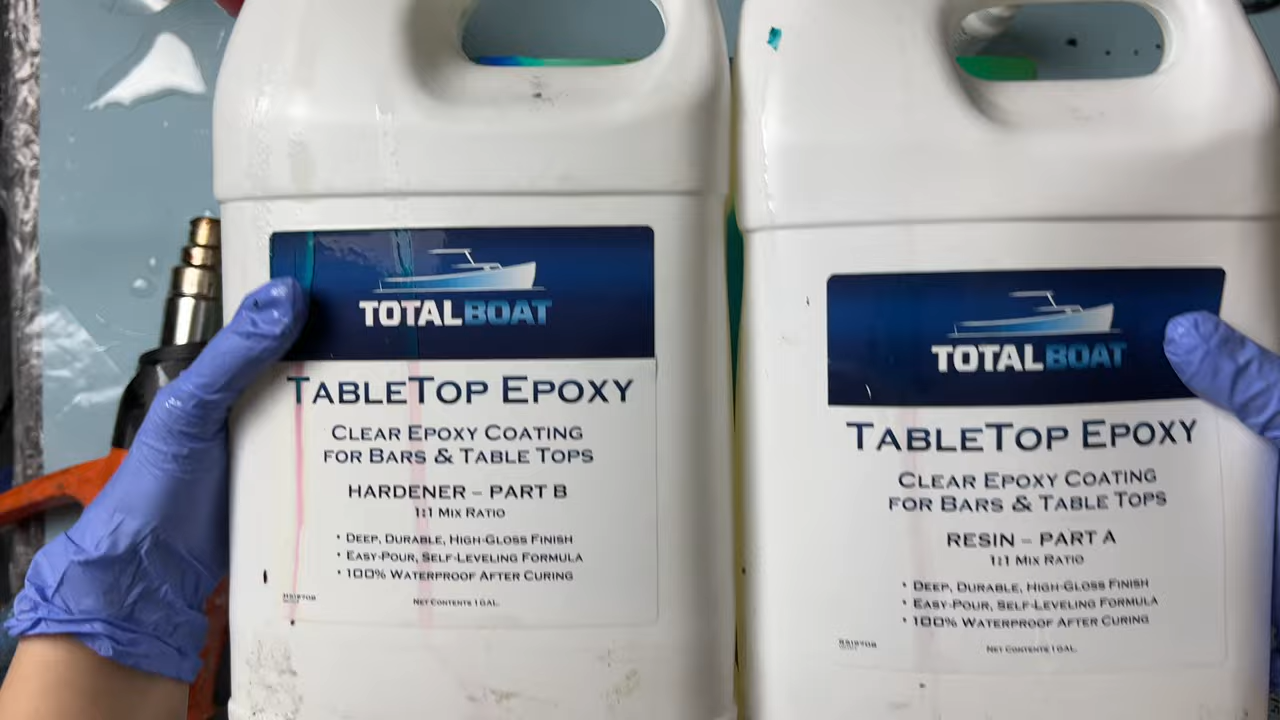 TOTALBOAT
TABLETOP EPOXY
CLEAR EPOXY COATING
FOR BARS & TABLE TOPS
HARDENER – PART B
1:1 MIX RATIO
• DEEP, DURABLE, HIGH-GLOSS FINISH
• EASY-POUR, SELF-LEVELING FORMULA
• 100% WATERPROOF AFTER CURING
NET CONTENTS 1 GAL.
TOTALBOAT
TABLETOP EPOXY
CLEAR EPOXY COATING
FOR BARS & TABLE TOPS
RESIN – PART A
1:1 MIX RATIO
• DEEP, DURABLE, HIGH-GLOSS FINISH
• EASY-POUR, SELF-LEVELING FORMULA
• 100% WATERPROOF AFTER CURING
NET CONTENTS 1 GAL.